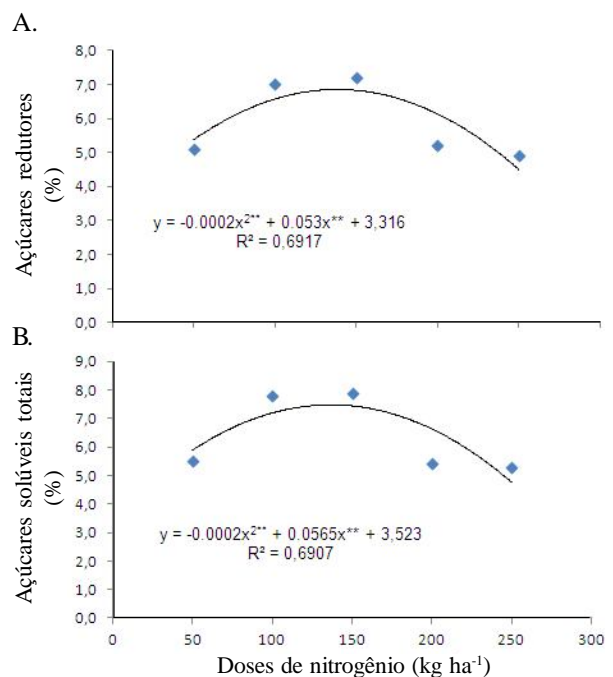 A.
Açúcares redutores
(%)
8,0
7,0
6,0
5,0
4,0
3,0
2,0
1,0
0,0
y = -0.0002x²** + 0.053x** + 3,316
R² = 0,6917
B.
Açúcares solúveis totais
(%)
9,0
8,0
7,0
6,0
5,0
4,0
3,0
2,0
1,0
0,0
y = -0.0002x²** + 0.0565x** + 3,523
R² = 0,6907
0 50 100 150 200 250 300
Doses de nitrogênio (kg ha⁻¹)